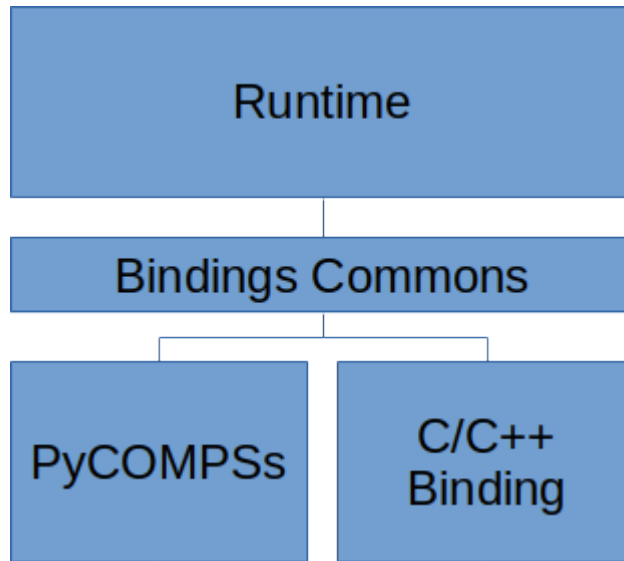 Runtime
Bindings Commons
PyCOMPSs
C/C++
Binding